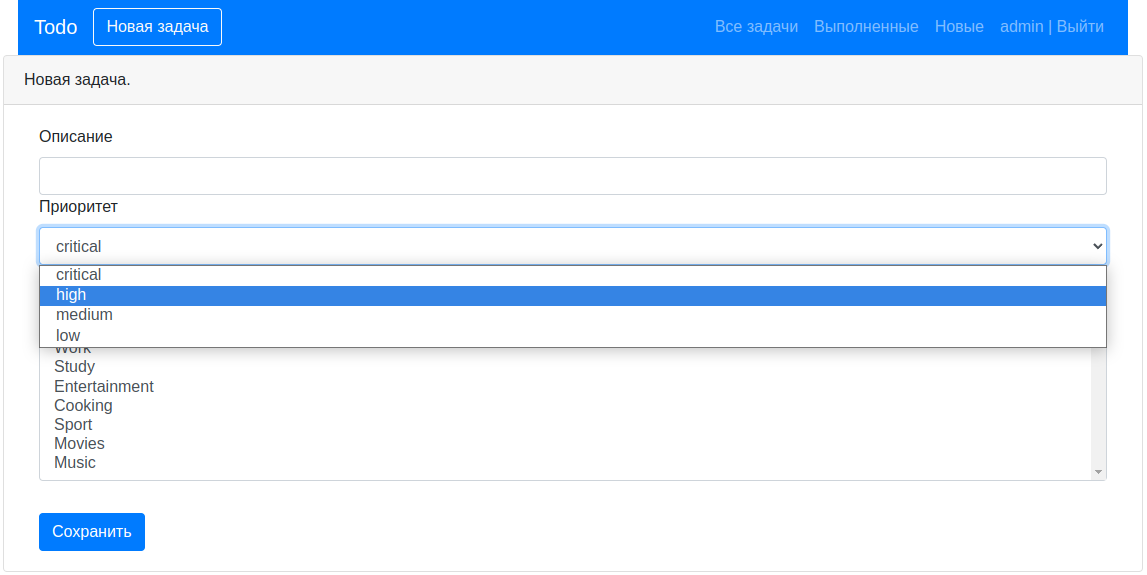 Todo Новая задача Все задачи Выполненные Новые admin | Выйти
Новая задача.
Описание
Приоритет
critical
critical
high
medium
low
Work
Study
Entertainment
Cooking
Sport
Movies
Music
Сохранить